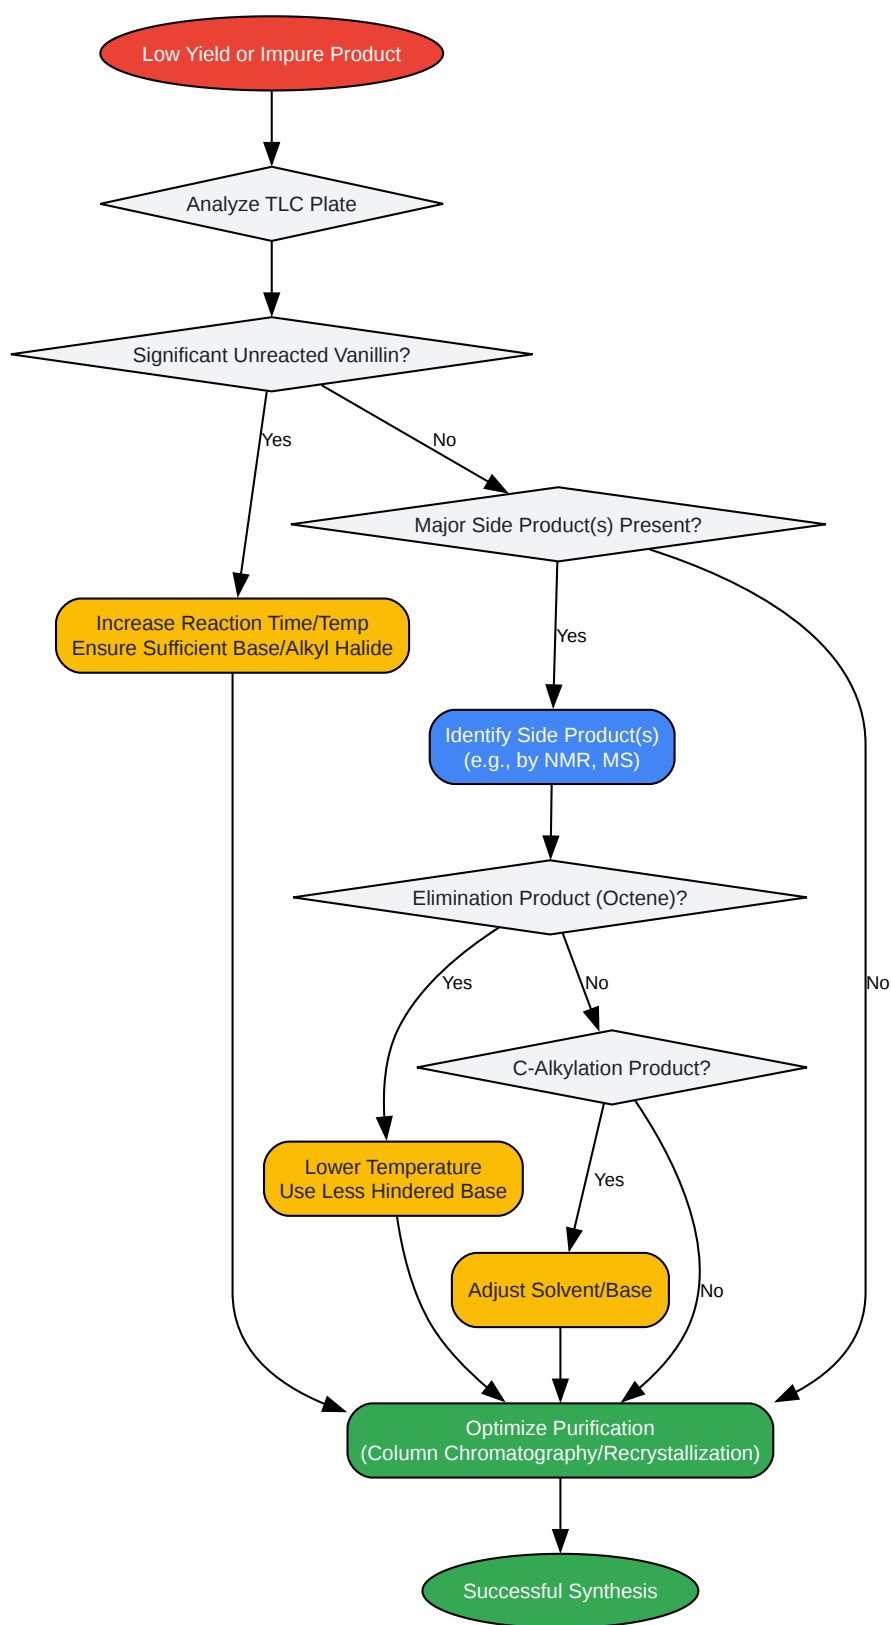 Low Yield or Impure Product
Analyze TLC Plate
Significant Unreacted Vanillin?
Yes
No
Major Side Product(s) Present?
Increase Reaction Time/Temp
Ensure Sufficient Base/Alkyl Halide
Yes
Identify Side Product(s)
(e.g., by NMR, MS)
Elimination Product (Octene)?
Yes
No
No
C-Alkylation Product?
Lower Temperature
Use Less Hindered Base
Yes
Adjust Solvent/Base
No
Optimize Purification
(Column Chromatography/Recrystallization)
Successful Synthesis